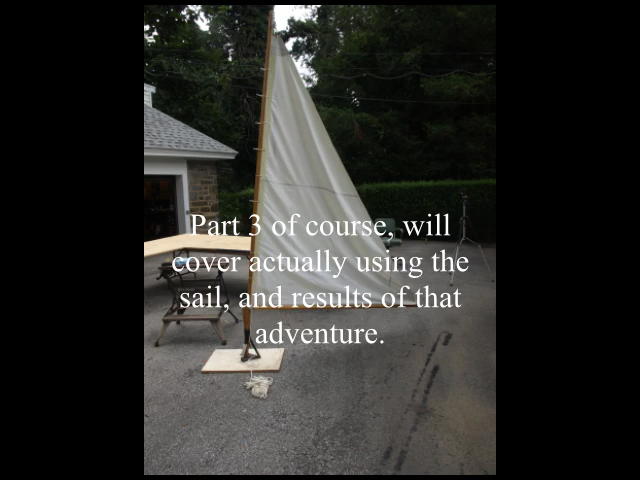 Part 3 of course, will
cover actually using the
sail, and results of that
adventure.